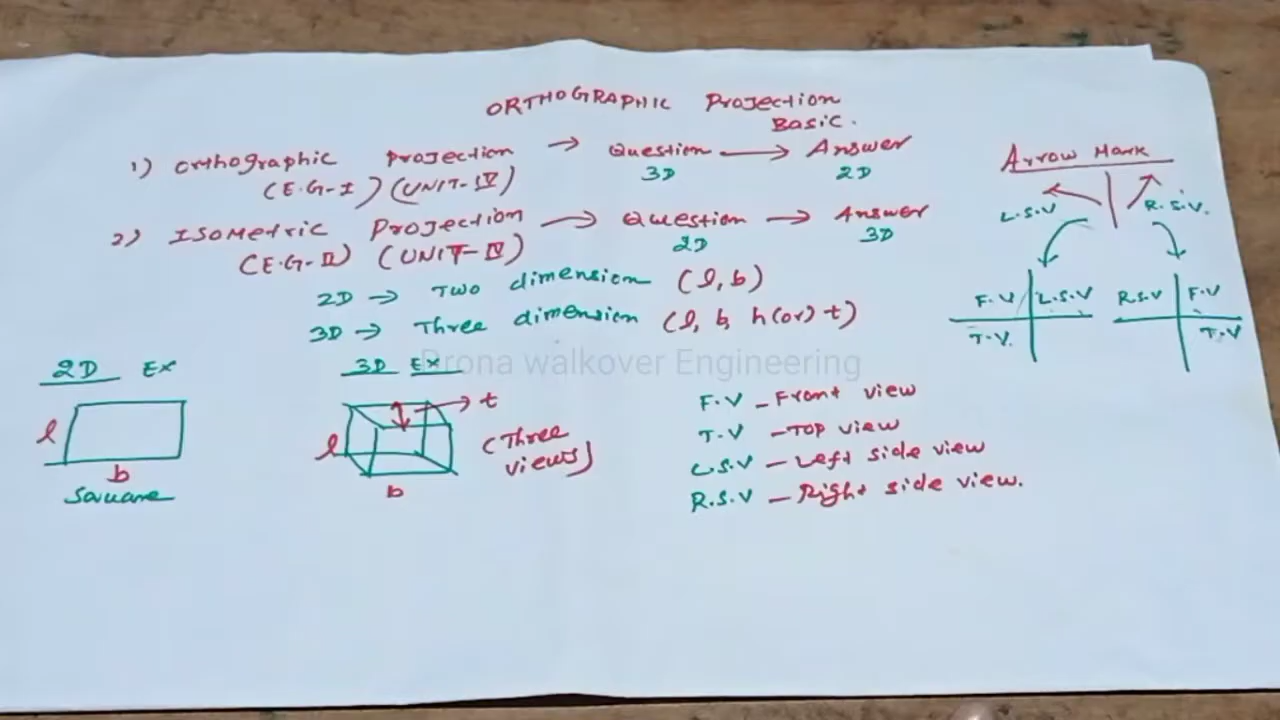 ORTHOGRAPHIC Projection
Basic.
1) Orthographic Projection → Question → Answer
(E.G-I) (UNIT-IV) 3D 2D
2) Isometric Projection → Question → Answer
(E.G-II) (UNIT-IV) 2D 3D
2D → Two dimension (l, b)
3D → Three dimension (l, b, h(or) t)
Arrow Mark
L.S.V R.S.V.
F.V L.S.V R.S.V F.V
T.V. T.V
Drona walkover Engineering
2D Ex
l
b
Square
3D Ex
t
l
b
(Three
views)
F.V - Front view
T.V - Top view
L.S.V - Left side view
R.S.V - Right side view.